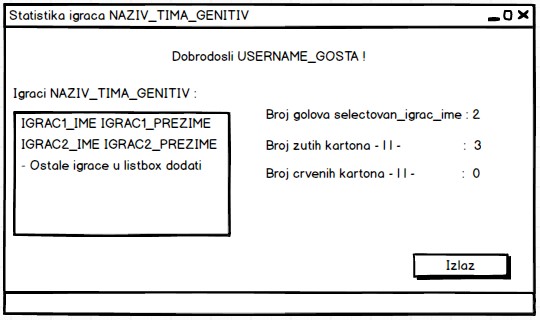 Statistika igraca NAZIV_TIMA_GENITIV
Dobrodosli USERNAME_GOSTA !
Igraci NAZIV_TIMA_GENITIV :
IGRAC1_IME IGRAC1_PREZIME
IGRAC2_IME IGRAC2_PREZIME
- Ostale igrace u listbox dodati
Broj golova selectovan_igrac_ime : 2
Broj zutih kartona - I I - : 3
Broj crvenih kartona - I I - : 0
Izlaz